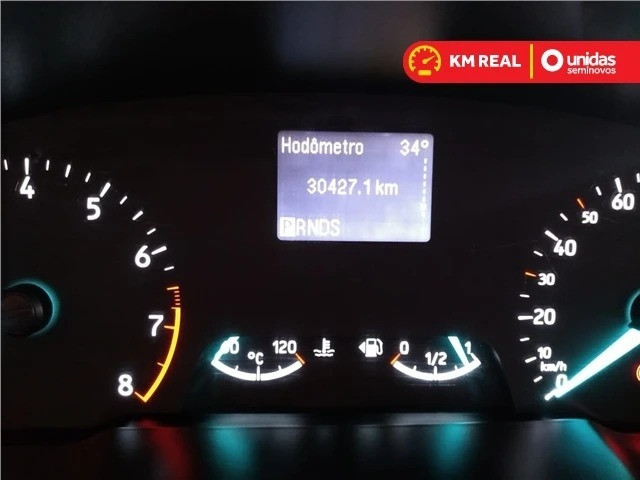 KM REAL
unidas
seminovos
Hodômetro 34°
30427.1 km
PRNDS
4
5
6
7
8
60
50
40
30
20
10
km/h
0
°C 120
0 1/2 1